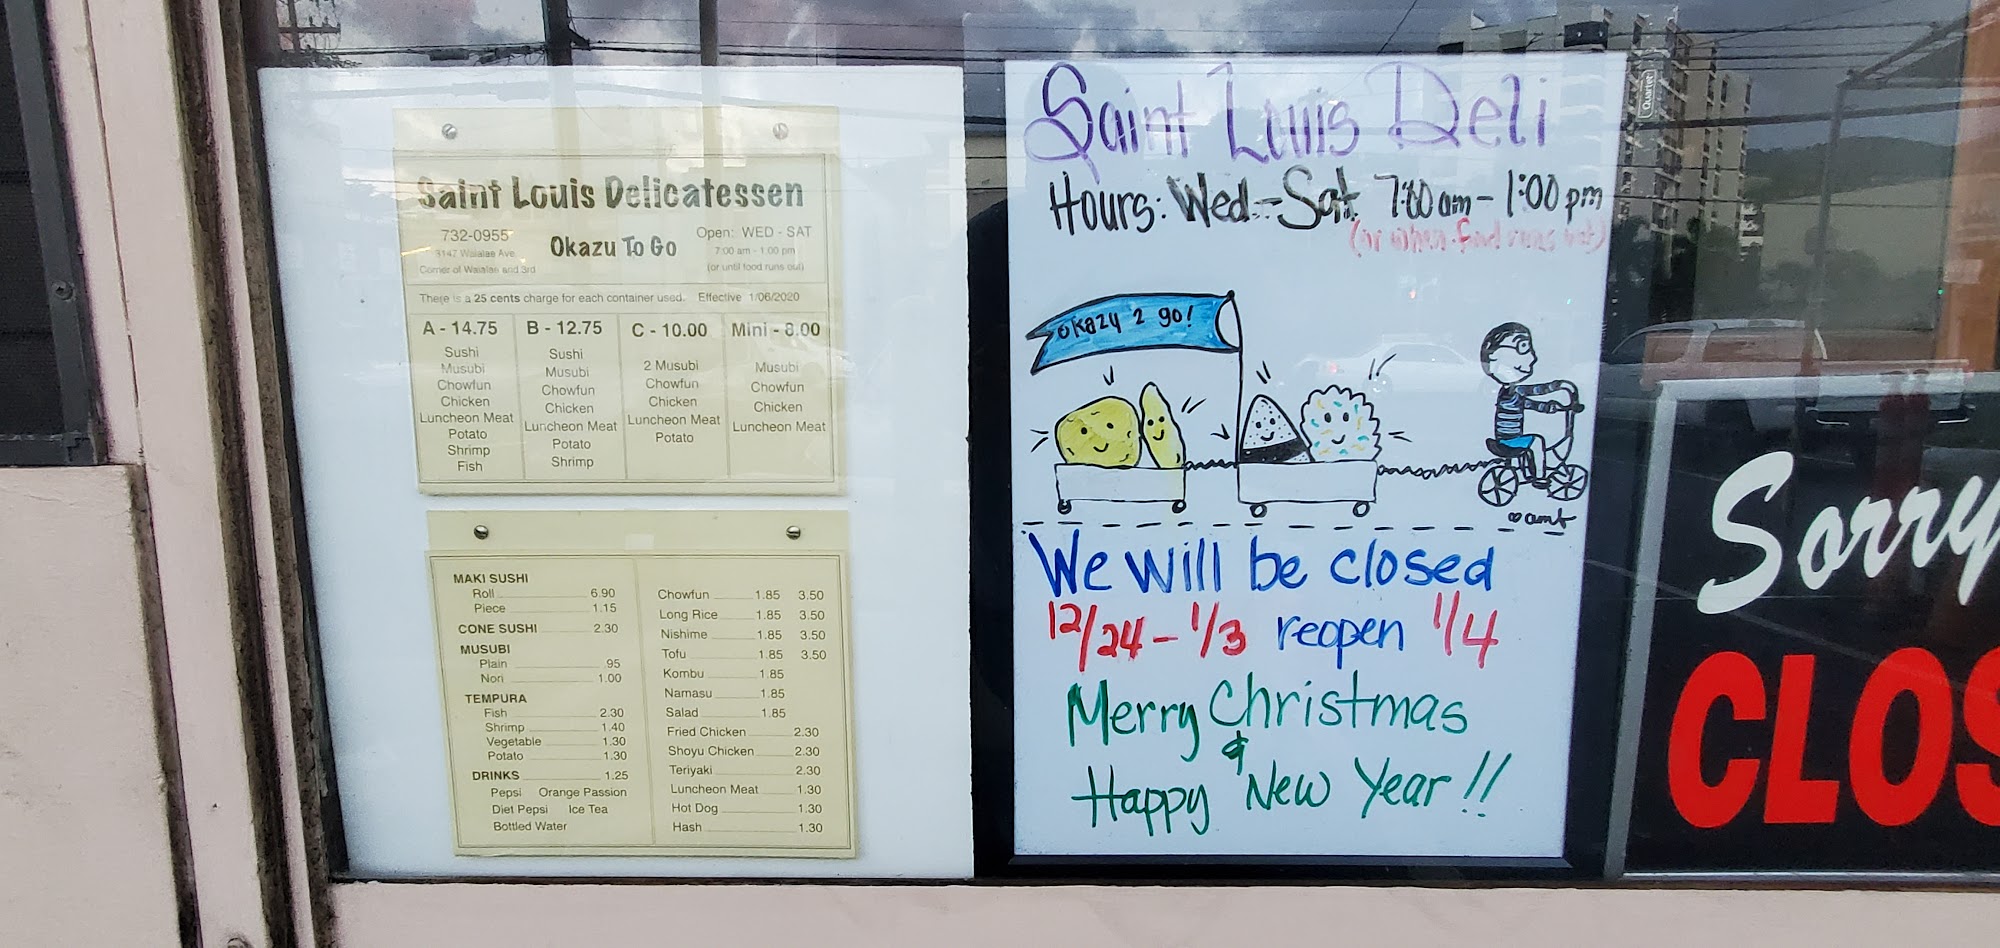 Saint Louis Delicatessen
732-0955
3147 Waialae Ave.
Corner of Waialae and 3rd
Okazu To Go
Open: WED - SAT
7:00 am - 1:00 pm
(or until food runs out)
There is a 25 cents charge for each container used. Effective 1/06/2020
A - 14.75
Sushi
Musubi
Chowfun
Chicken
Luncheon Meat
Potato
Shrimp
Fish
B - 12.75
Sushi
Musubi
Chowfun
Chicken
Luncheon Meat
Potato
Shrimp
C - 10.00
2 Musubi
Chowfun
Chicken
Luncheon Meat
Potato
Mini - 8.00
Musubi
Chowfun
Chicken
Luncheon Meat
MAKI SUSHI
Roll 6.90
Piece 1.15
CONE SUSHI 2.30
MUSUBI
Plain .95
Nori 1.00
TEMPURA
Fish 2.30
Shrimp 1.40
Vegetable 1.30
Potato 1.30
DRINKS 1.25
Pepsi Orange Passion
Diet Pepsi Ice Tea
Bottled Water
Chowfun 1.85 3.50
Long Rice 1.85 3.50
Nishime 1.85 3.50
Tofu 1.85 3.50
Kombu 1.85
Namasu 1.85
Salad 1.85
Fried Chicken 2.30
Shoyu Chicken 2.30
Teriyaki 2.30
Luncheon Meat 1.30
Hot Dog 1.30
Hash 1.30
Saint Louis Deli
Quartet
Hours: Wed-Sat 7:00am-1:00pm
(or when food runs out)
okazu 2 go!
amt
We will be closed
12/24-1/3 reopen 1/4
Merry Christmas
&
Happy New Year!!
Sorry
CLOS